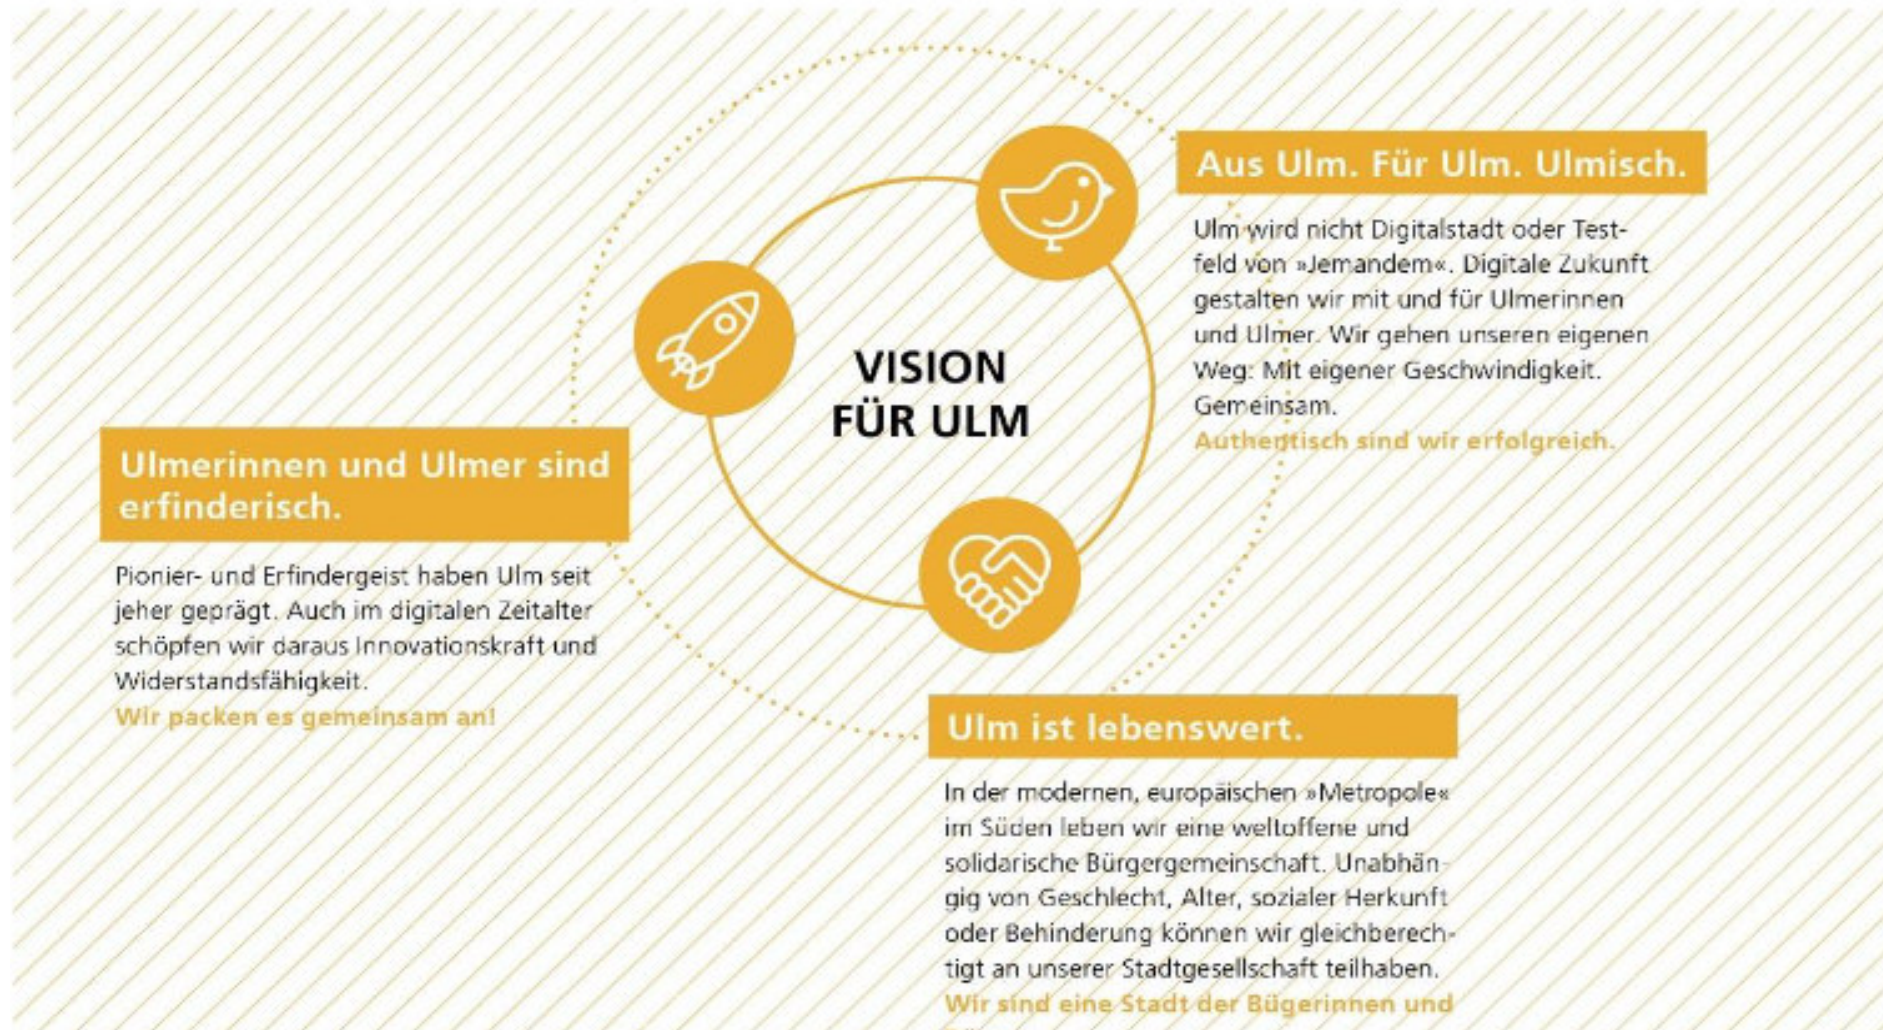 VISION
FÜR ULM
Aus Ulm. Für Ulm. Ulmisch.
Ulm wird nicht Digitalstadt oder Test-
feld von »Jemandem«. Digitale Zukunft
gestalten wir mit und für Ulmerinnen
und Ulmer. Wir gehen unseren eigenen
Weg: Mit eigener Geschwindigkeit.
Gemeinsam.
Authentisch sind wir erfolgreich.
Ulmerinnen und Ulmer sind
erfinderisch.
Pionier- und Erfindergeist haben Ulm seit
jeher geprägt. Auch im digitalen Zeitalter
schöpfen wir daraus Innovationskraft und
Widerstandsfähigkeit.
Wir packen es gemeinsam an!
Ulm ist lebenswert.
In der modernen, europäischen »Metropole«
im Süden leben wir eine weltoffene und
solidarische Bürgergemeinschaft. Unabhän-
gig von Geschlecht, Alter, sozialer Herkunft
oder Behinderung können wir gleichberech-
tigt an unserer Stadtgesellschaft teilhaben.
Wir sind eine Stadt der Bügerinnen und